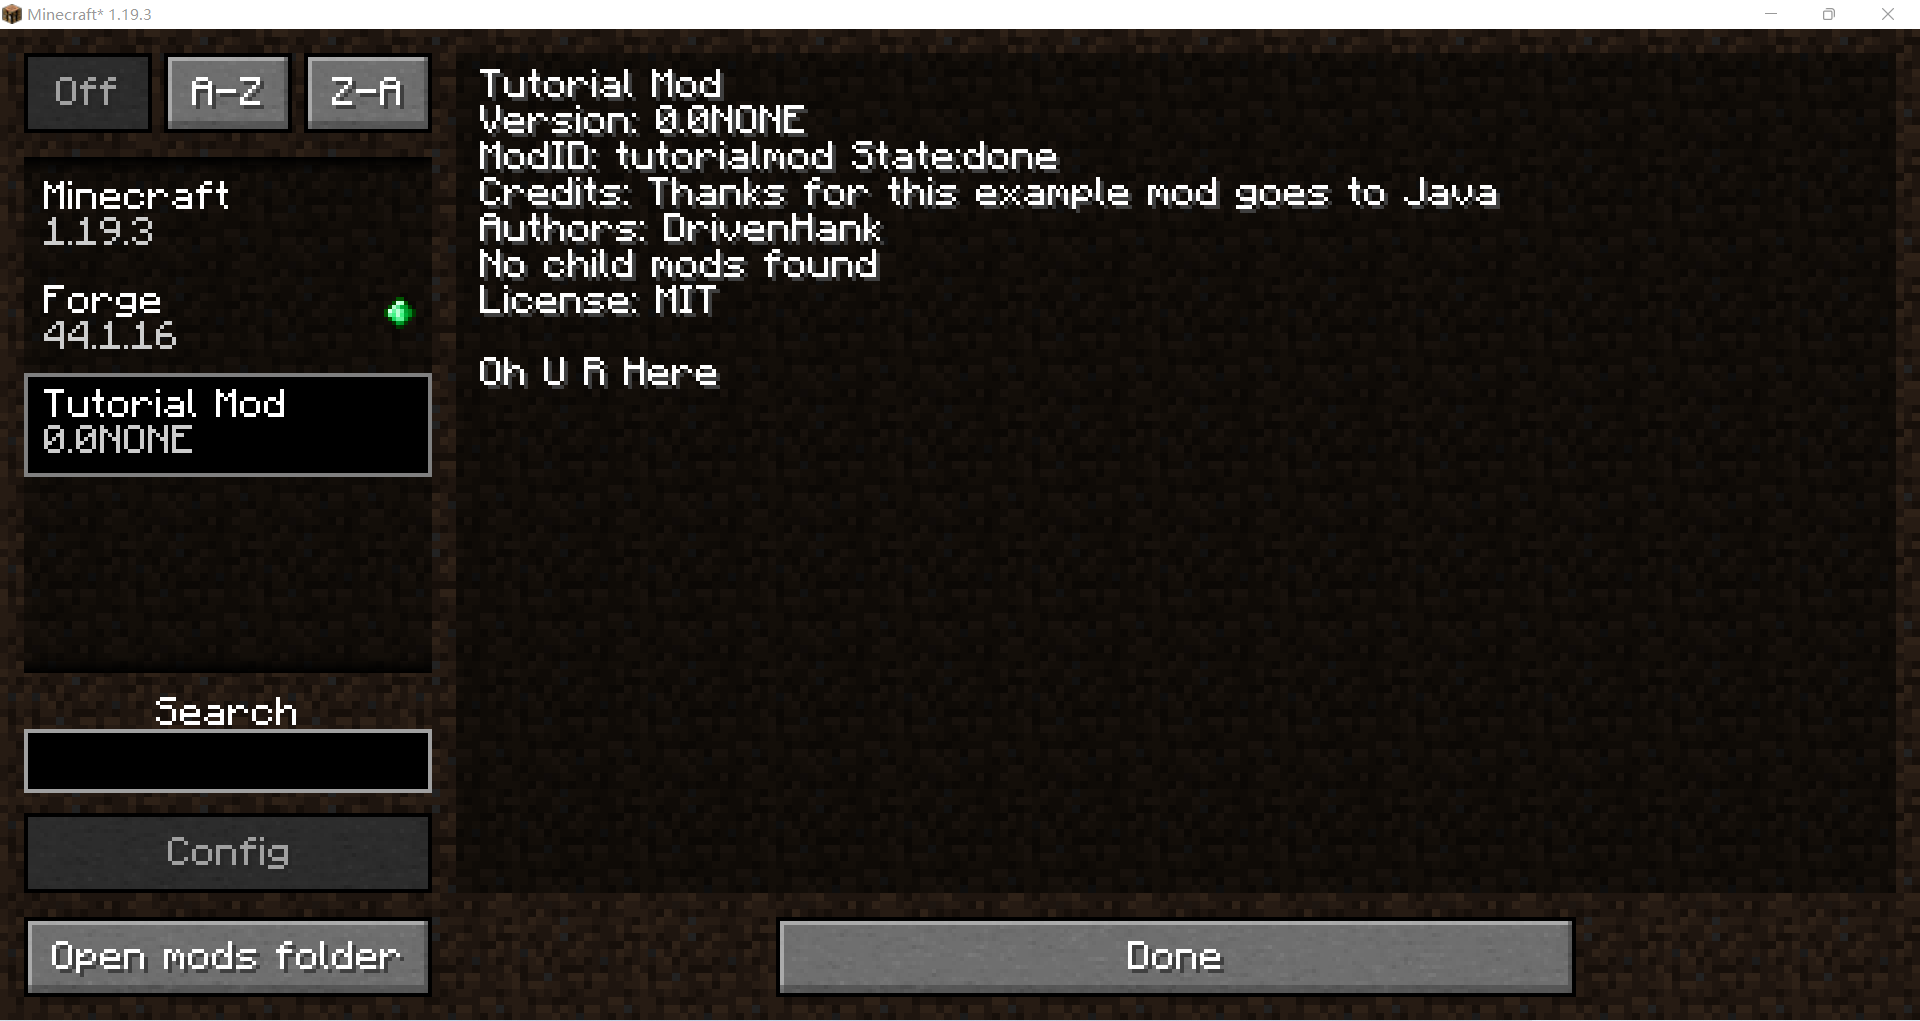 Minecraft* 1.19.3
Off
A-Z
Z-A
Minecraft
1.19.3
Forge
44.1.16
Tutorial Mod
0.0NONE
Search
Config
Open mods folder
Tutorial Mod
Version: 0.0NONE
ModID: tutorialmod State:done
Credits: Thanks for this example mod goes to Java
Authors: DrivenHank
No child mods found
License: MIT
Oh U R Here
Done